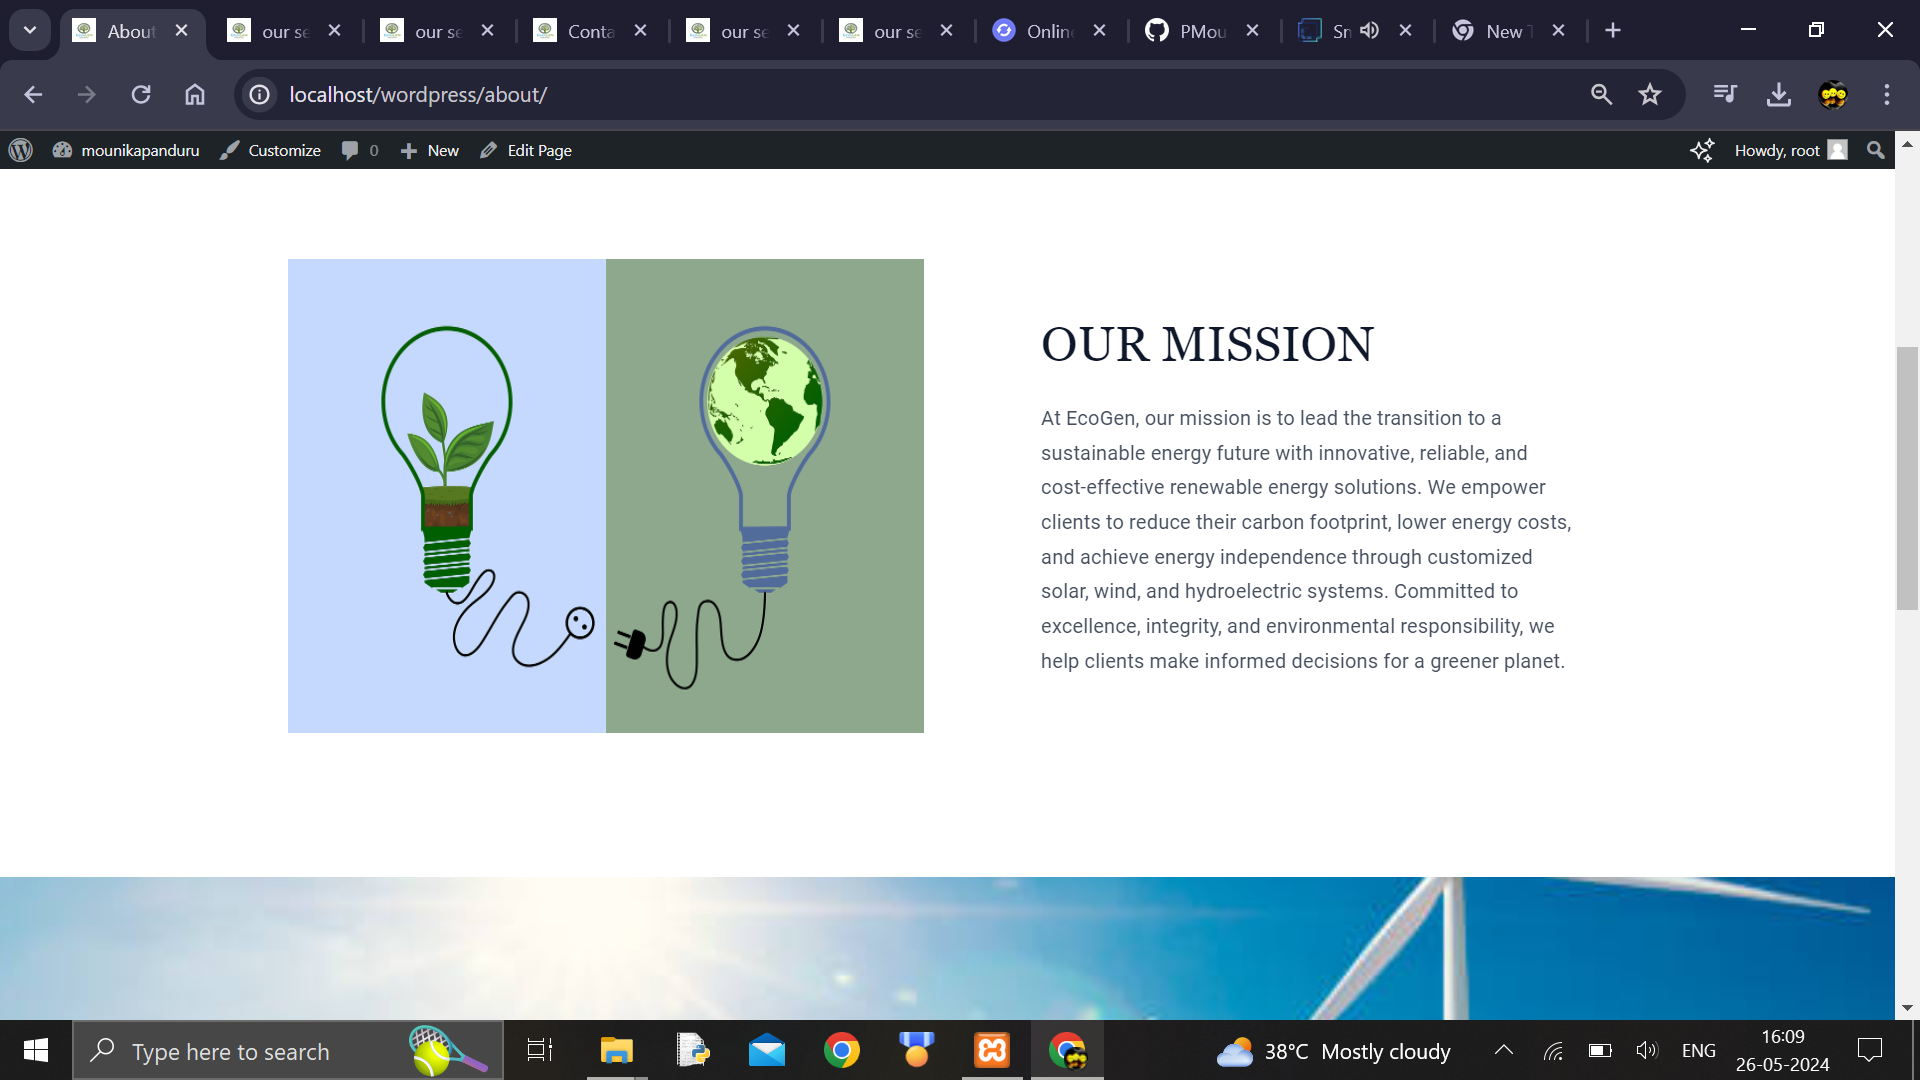 About
our se
our se
Conta
our se
our se
Onlin
PMou
Sn
New T
localhost/wordpress/about/
mounikapanduru
Customize
0
New
Edit Page
Howdy, root
OUR MISSION
At EcoGen, our mission is to lead the transition to a
sustainable energy future with innovative, reliable, and
cost-effective renewable energy solutions. We empower
clients to reduce their carbon footprint, lower energy costs,
and achieve energy independence through customized
solar, wind, and hydroelectric systems. Committed to
excellence, integrity, and environmental responsibility, we
help clients make informed decisions for a greener planet.
Type here to search
38°C Mostly cloudy
ENG
16:09
26-05-2024